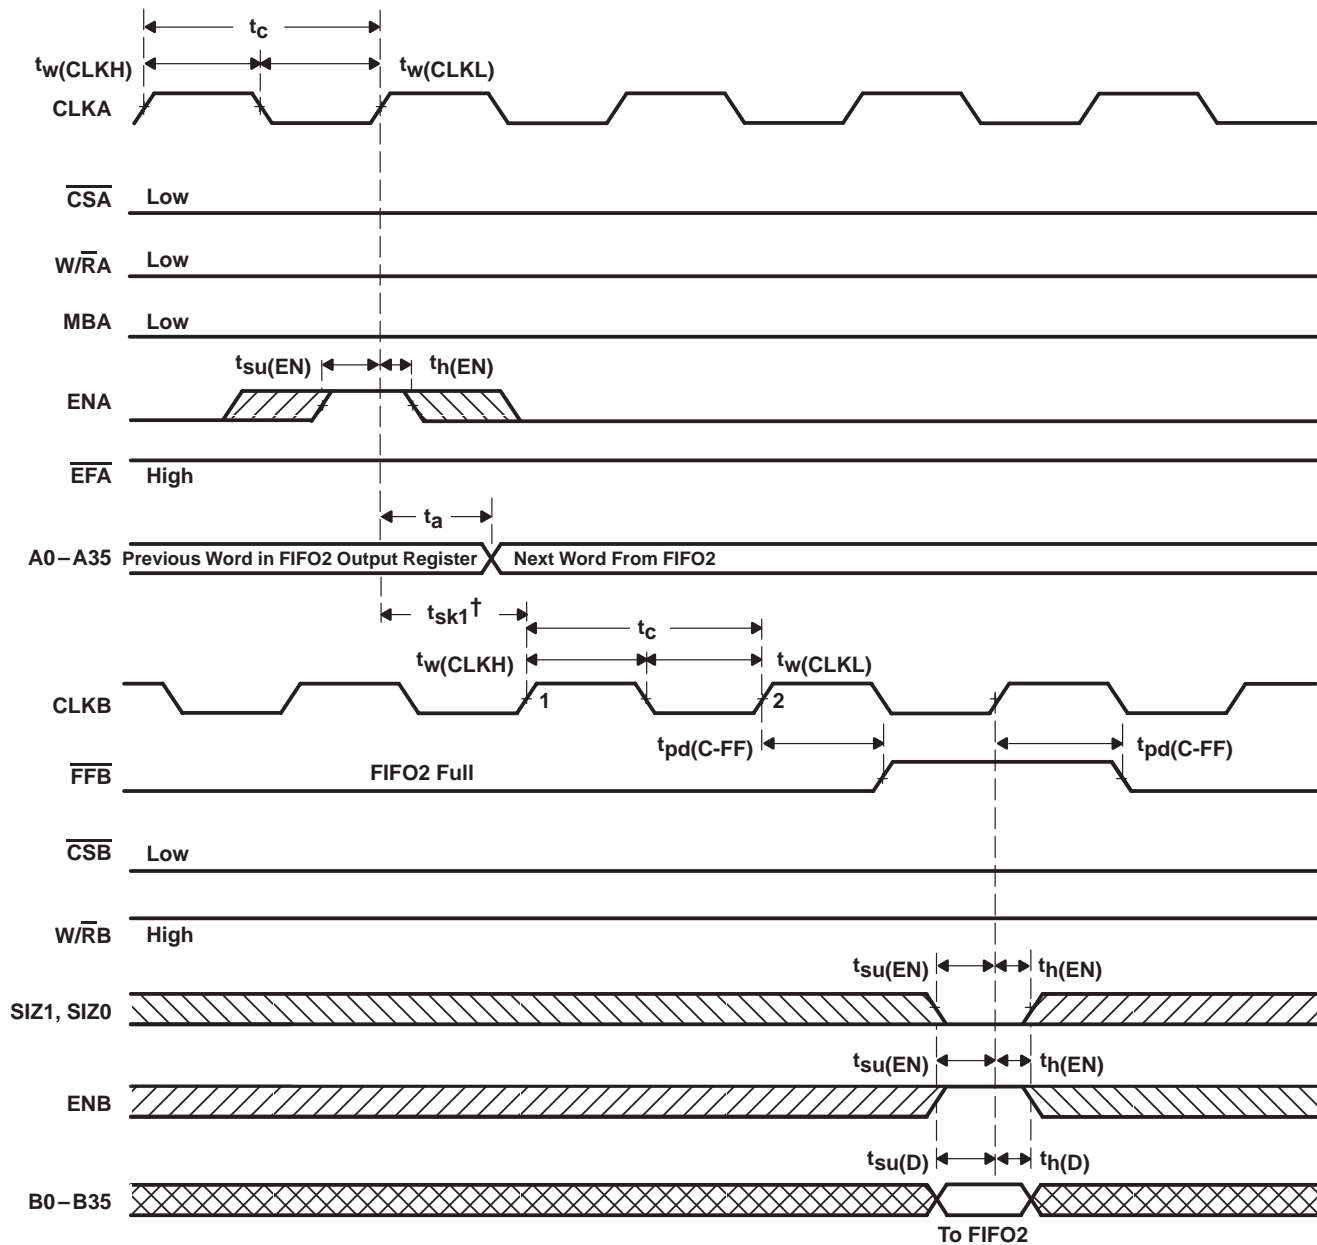 tc
tw(CLKH)
tw(CLKL)
CLKA
CSA
Low
W/RA
Low
MBA
Low
tsu(EN)
th(EN)
ENA
EFA
High
ta
A0–A35
Previous Word in FIFO2 Output Register
Next Word From FIFO2
tsk1†
tc
tw(CLKH)
tw(CLKL)
CLKB
1
2
tpd(C-FF)
tpd(C-FF)
FFB
FIFO2 Full
CSB
Low
W/RB
High
tsu(EN)
th(EN)
SIZ1, SIZ0
tsu(EN)
th(EN)
ENB
tsu(D)
th(D)
B0–B35
To FIFO2